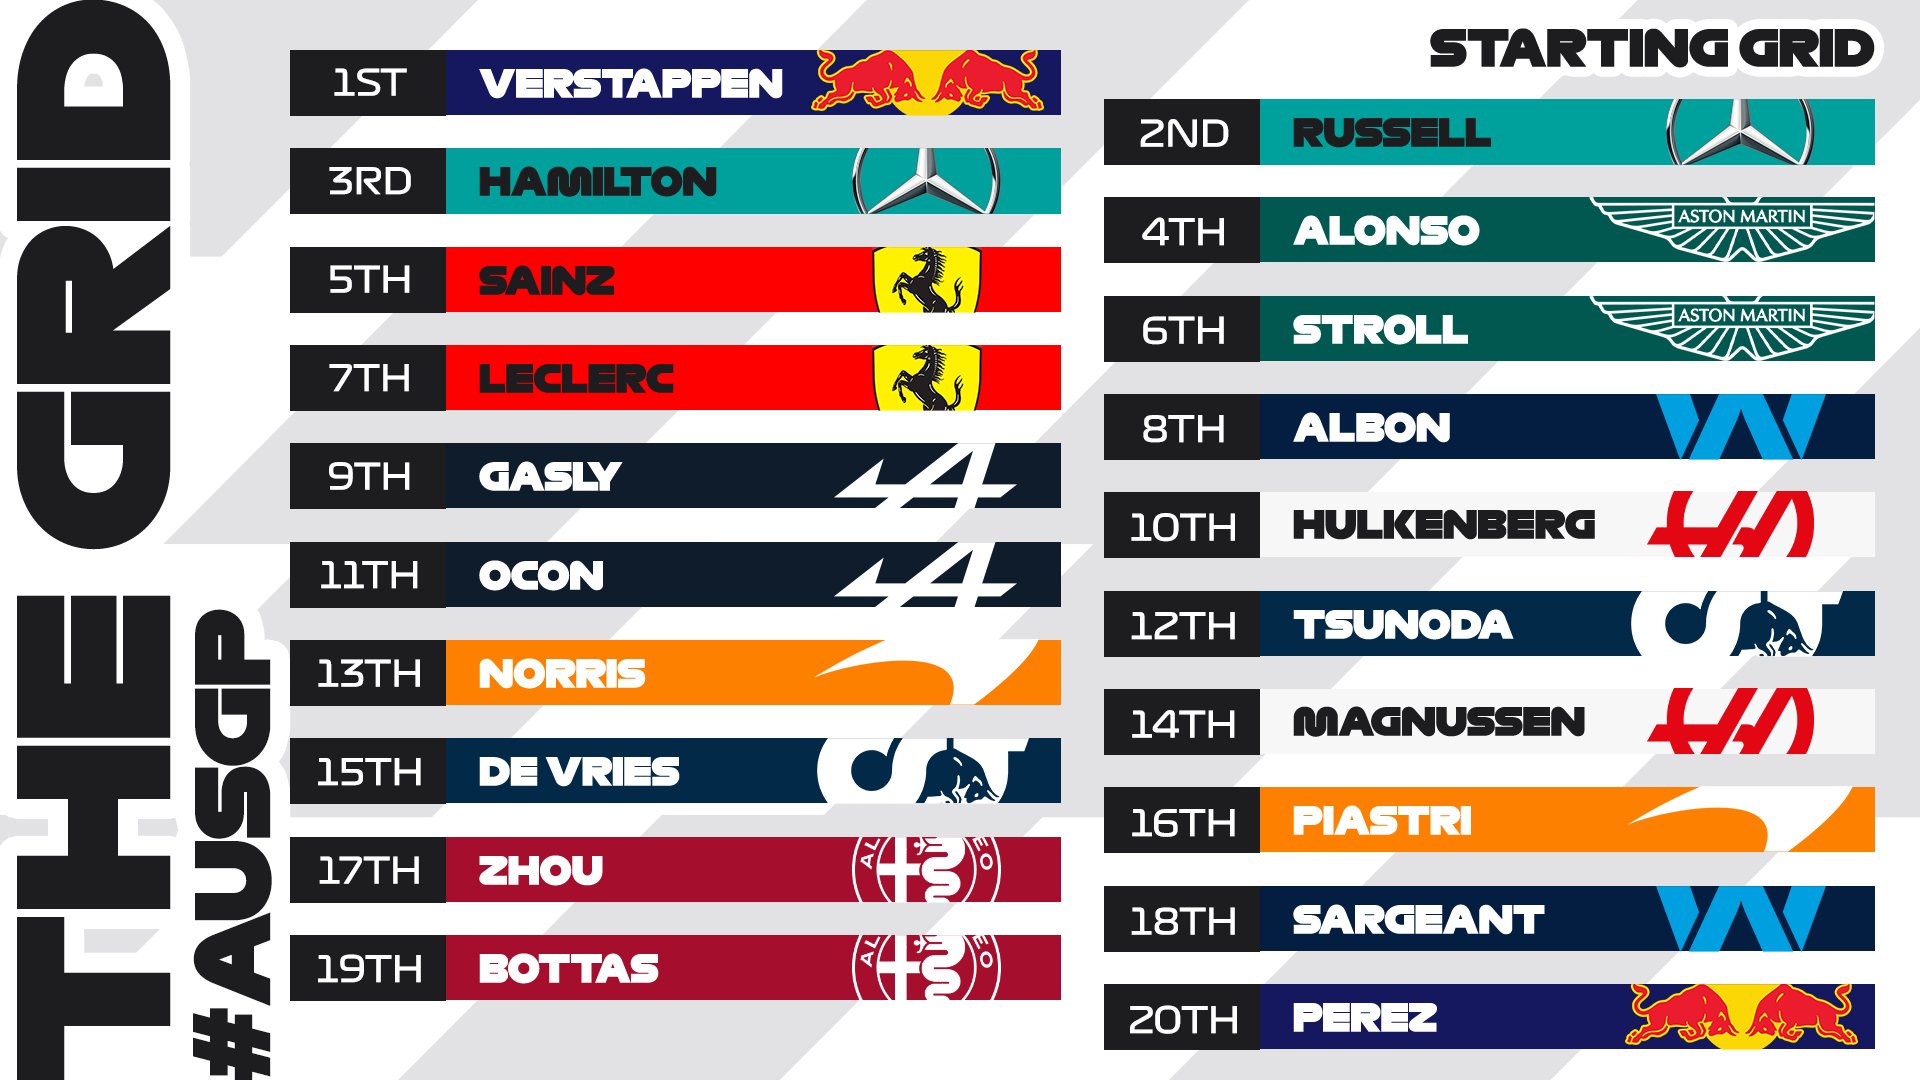 THE GRID
#AUSGP
STARTING GRID
1ST VERSTAPPEN
2ND RUSSELL
3RD HAMILTON
4TH ALONSO ASTON MARTIN
5TH SAINZ
6TH STROLL ASTON MARTIN
7TH LECLERC
8TH ALBON
9TH GASLY
10TH HULKENBERG
11TH OCON
12TH TSUNODA
13TH NORRIS
14TH MAGNUSSEN
15TH DE VRIES
16TH PIASTRI
17TH ZHOU
18TH SARGEANT
19TH BOTTAS
20TH PEREZ